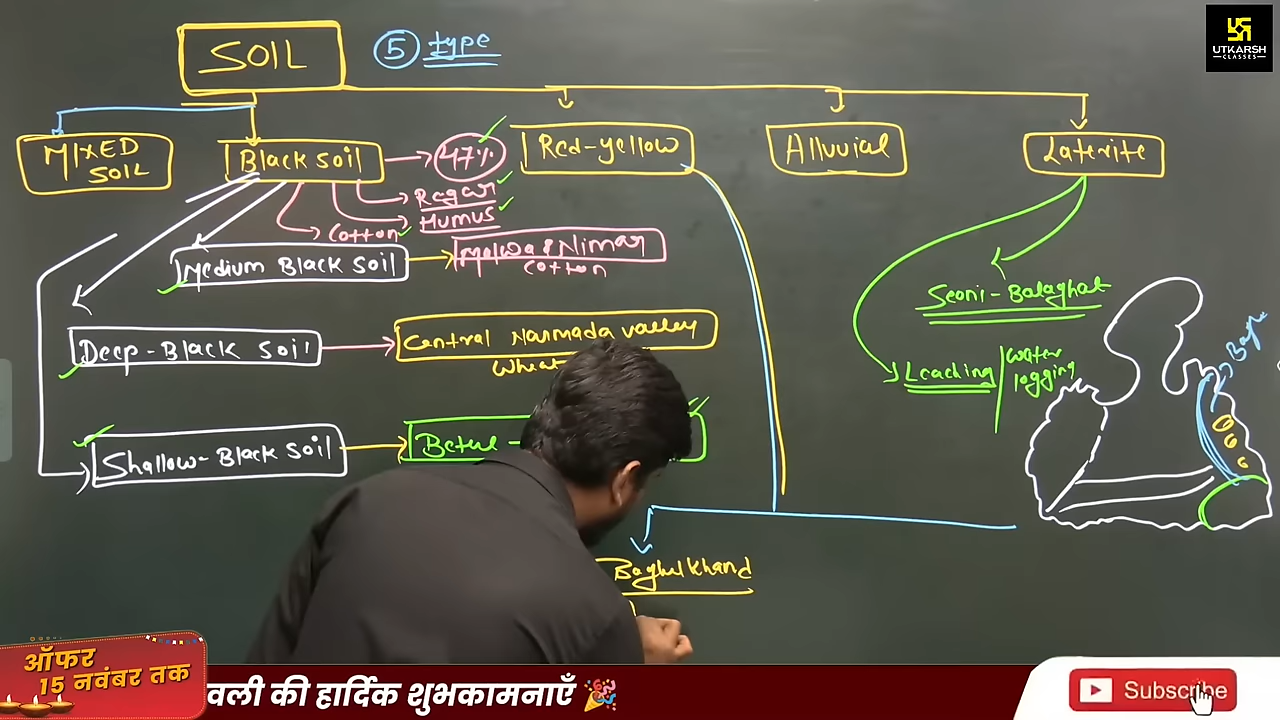 SOIL
5 type
UTKARSH
CLASSES
MIXED
SOIL
Black Soil
47%
Red-yellow
Alluvial
Laterite
Regar
Humus
Cotton
Medium Black Soil
Malwa & Nimar
Cotton
Seoni-Balaghat
Deep-Black Soil
Central Narmada valley
Wheat
Leaching
water
logging
Shallow-Black Soil
Betul -
Baghelkhand
ऑफर
15 नवंबर तक
वली की हार्दिक शुभकामनाएँ
Subscribe